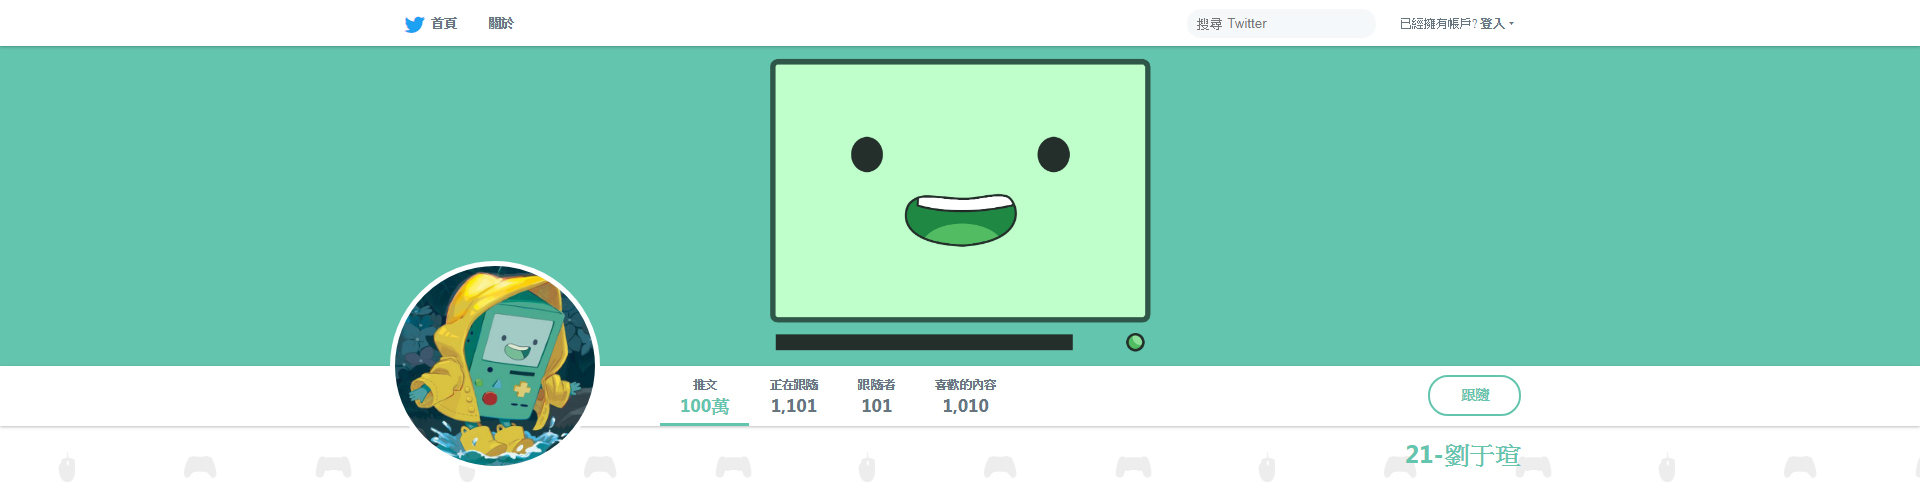 首頁 關於 搜尋 Twitter 已經擁有帳戶? 登入
推文 正在跟隨 跟隨者 喜歡的內容
100萬 1,101 101 1,010
跟隨
21-劉于瑄